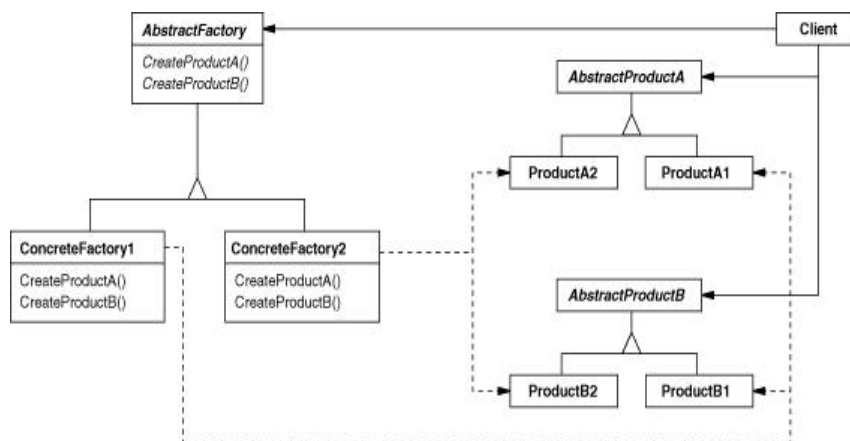 AbstractFactory
CreateProductA()
CreateProductB()
Client
AbstractProductA
ProductA2
ProductA1
ConcreteFactory1
CreateProductA()
CreateProductB()
ConcreteFactory2
CreateProductA()
CreateProductB()
AbstractProductB
ProductB2
ProductB1